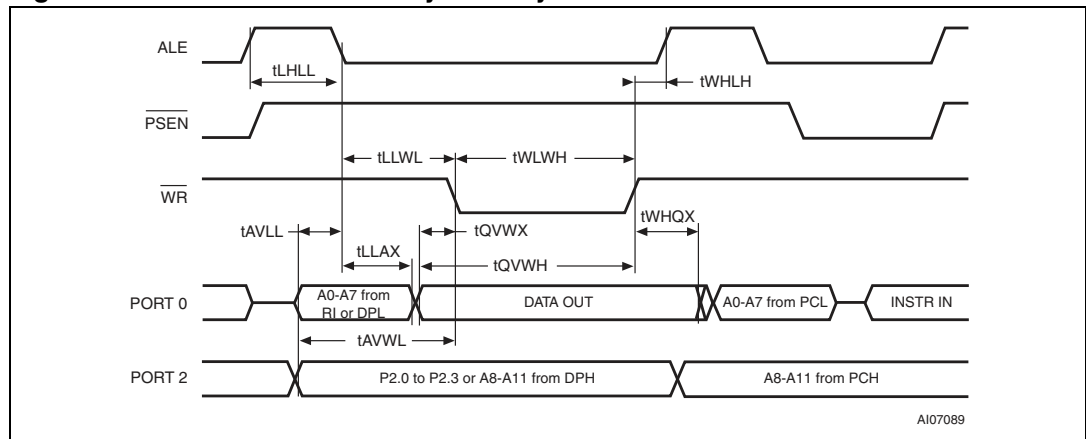 ALE
tLHLL
tWHLH
PSEN
tLLWL
tWLWH
WR
tWHQX
tAVLL
tQVWX
tLLAX
tQVWH
PORT 0
A0-A7 from
RI or DPL
DATA OUT
A0-A7 from PCL
INSTR IN
tAVWL
PORT 2
P2.0 to P2.3 or A8-A11 from DPH
A8-A11 from PCH
AI07089